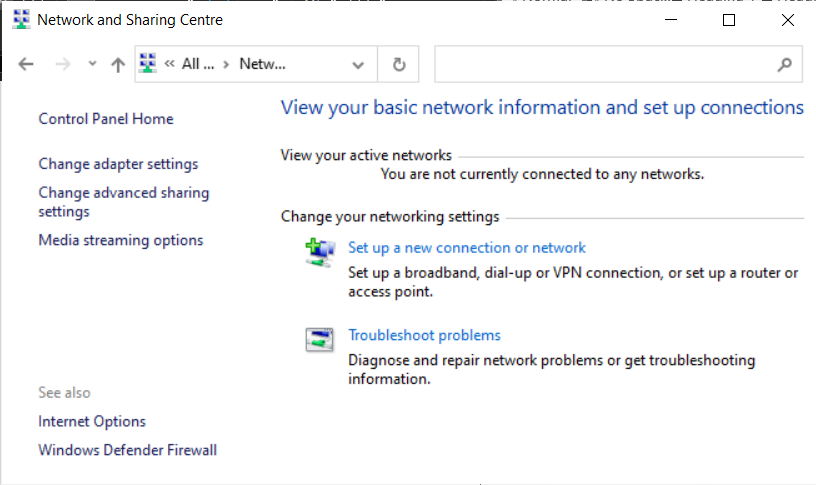 Network and Sharing Centre
« All ... › Netw...
Control Panel Home
Change adapter settings
Change advanced sharing
settings
Media streaming options
See also
Internet Options
Windows Defender Firewall
View your basic network information and set up connections
View your active networks
You are not currently connected to any networks.
Change your networking settings
Set up a new connection or network
Set up a broadband, dial-up or VPN connection, or set up a router or
access point.
Troubleshoot problems
Diagnose and repair network problems or get troubleshooting
information.